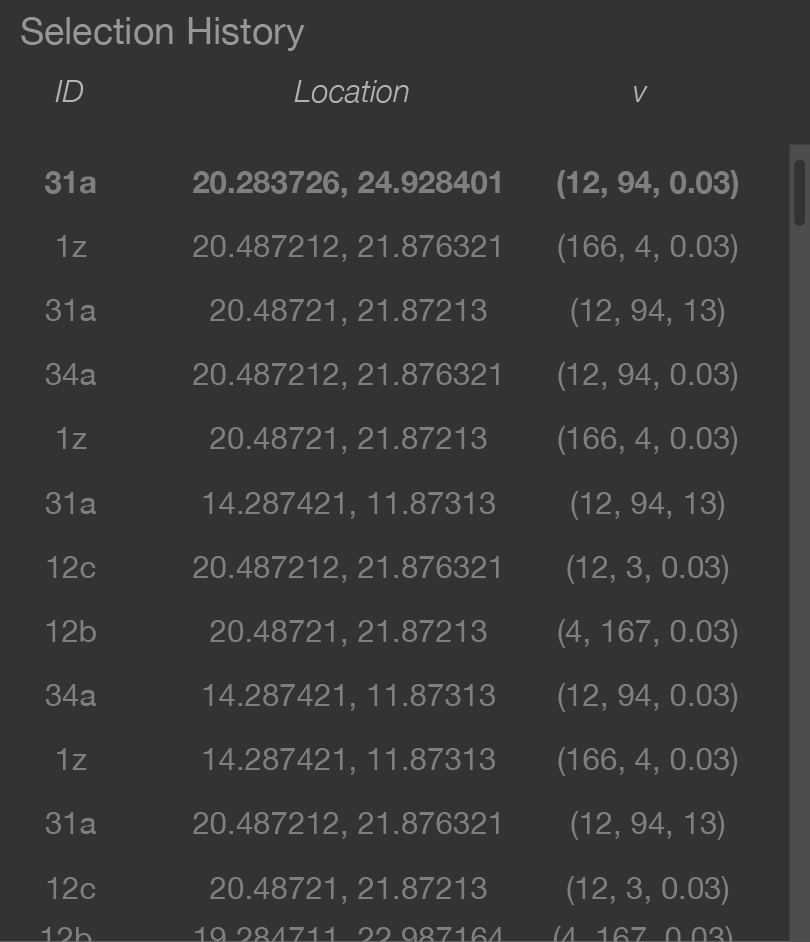 Selection History
ID Location v
31a 20.283726, 24.928401 (12, 94, 0.03)
1z 20.487212, 21.876321 (166, 4, 0.03)
31a 20.48721, 21.87213 (12, 94, 13)
34a 20.487212, 21.876321 (12, 94, 0.03)
1z 20.48721, 21.87213 (166, 4, 0.03)
31a 14.287421, 11.87313 (12, 94, 13)
12c 20.487212, 21.876321 (12, 3, 0.03)
12b 20.48721, 21.87213 (4, 167, 0.03)
34a 14.287421, 11.87313 (12, 94, 0.03)
1z 14.287421, 11.87313 (166, 4, 0.03)
31a 20.487212, 21.876321 (12, 94, 13)
12c 20.48721, 21.87213 (12, 3, 0.03)
12b 19.284711, 22.987164 (4, 167, 0.03)